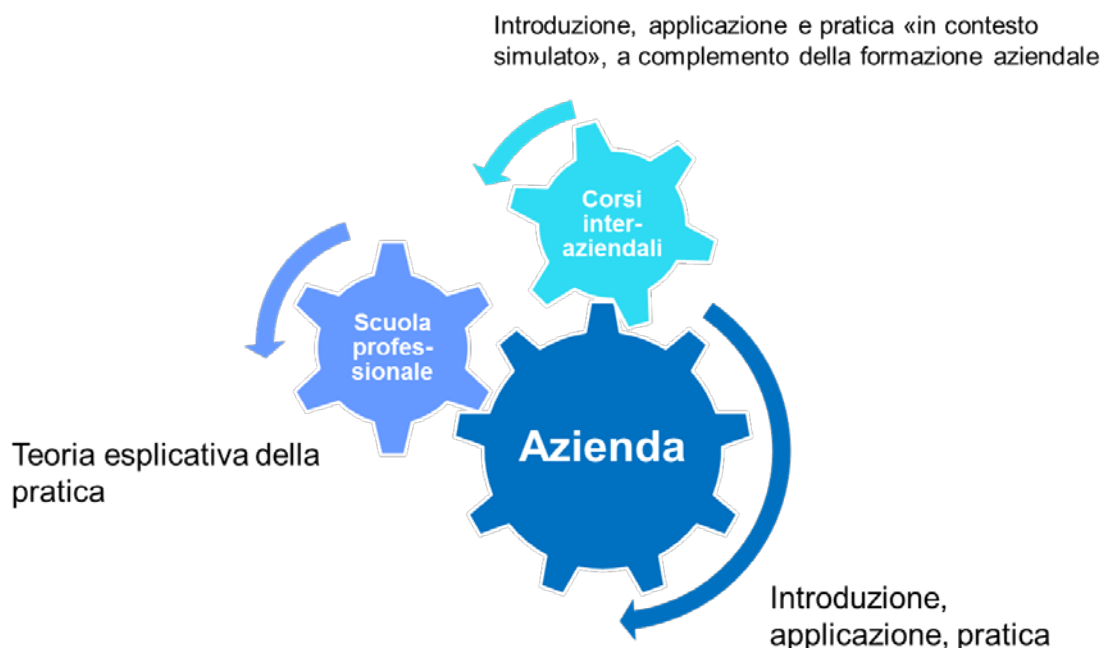 Introduzione, applicazione e pratica «in contesto
simulato», a complemento della formazione aziendale
Corsi
inter-
aziendali
Scuola
profes-
sionale
Azienda
Teoria esplicativa della
pratica
Introduzione,
applicazione, pratica